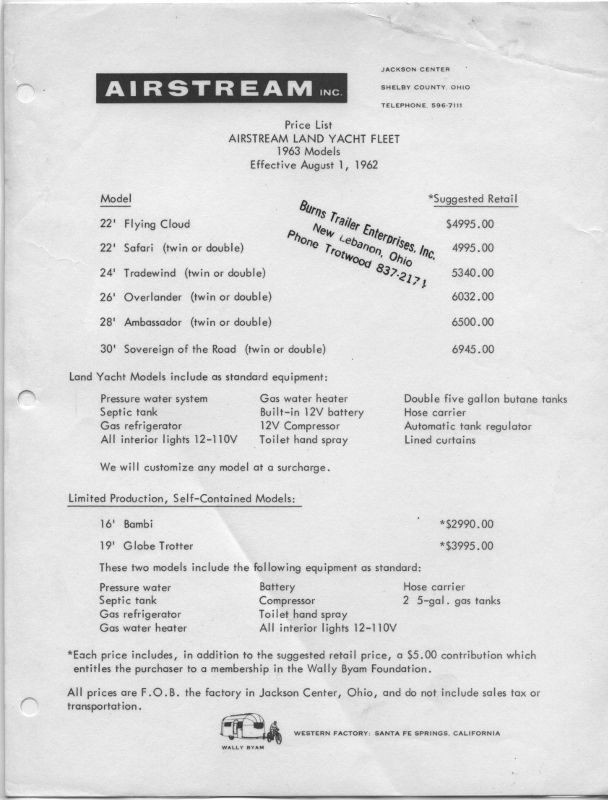 AIRSTREAM INC.
JACKSON CENTER
SHELBY COUNTY, OHIO
TELEPHONE, 596-7111
Price List
AIRSTREAM LAND YACHT FLEET
1963 Models
Effective August 1, 1962
Model *Suggested Retail
Burns Trailer Enterprises, Inc.
New Lebanon, Ohio
Phone Trotwood 837-2171
22' Flying Cloud $4995.00
22' Safari (twin or double) 4995.00
24' Tradewind (twin or double) 5340.00
26' Overlander (twin or double) 6032.00
28' Ambassador (twin or double) 6500.00
30' Sovereign of the Road (twin or double) 6945.00
Land Yacht Models include as standard equipment:
Pressure water system Gas water heater Double five gallon butane tanks
Septic tank Built-in 12V battery Hose carrier
Gas refrigerator 12V Compressor Automatic tank regulator
All interior lights 12-110V Toilet hand spray Lined curtains
We will customize any model at a surcharge.
Limited Production, Self-Contained Models:
16' Bambi *$2990.00
19' Globe Trotter *$3995.00
These two models include the following equipment as standard:
Pressure water Battery Hose carrier
Septic tank Compressor 2 5-gal. gas tanks
Gas refrigerator Toilet hand spray
Gas water heater All interior lights 12-110V
*Each price includes, in addition to the suggested retail price, a $5.00 contribution which
entitles the purchaser to a membership in the Wally Byam Foundation.
All prices are F.O.B. the factory in Jackson Center, Ohio, and do not include sales tax or
transportation.
WALLY BYAM
WESTERN FACTORY: SANTA FE SPRINGS, CALIFORNIA